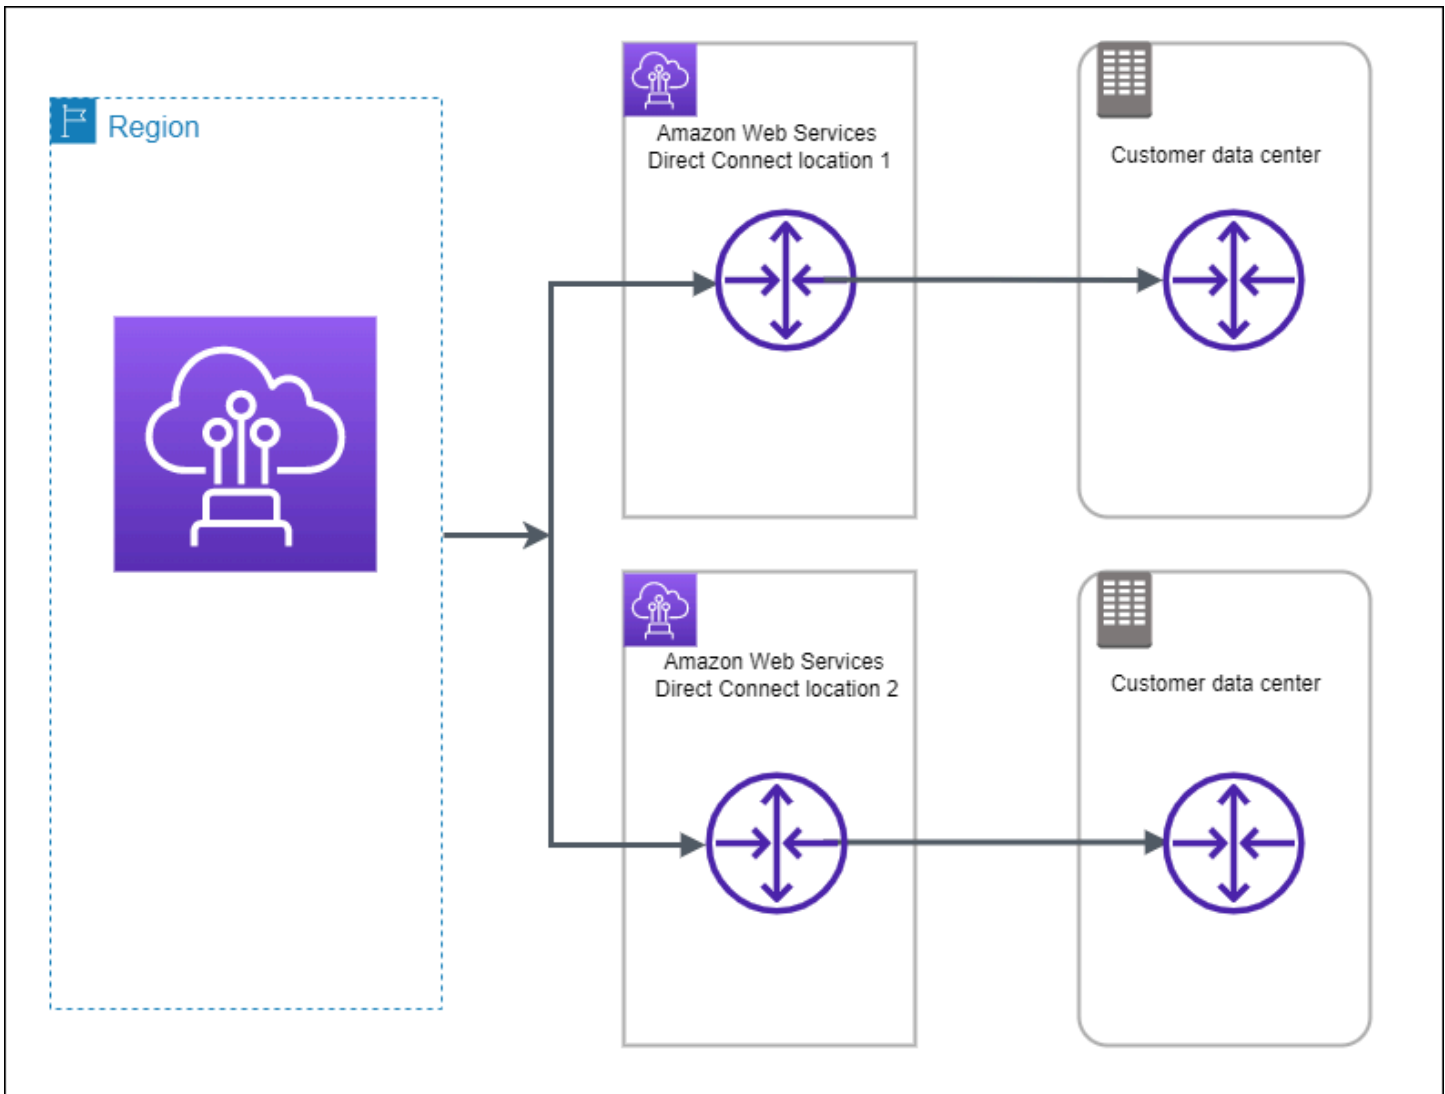 Region
Amazon Web Services
Direct Connect location 1
Customer data center
Amazon Web Services
Direct Connect location 2
Customer data center